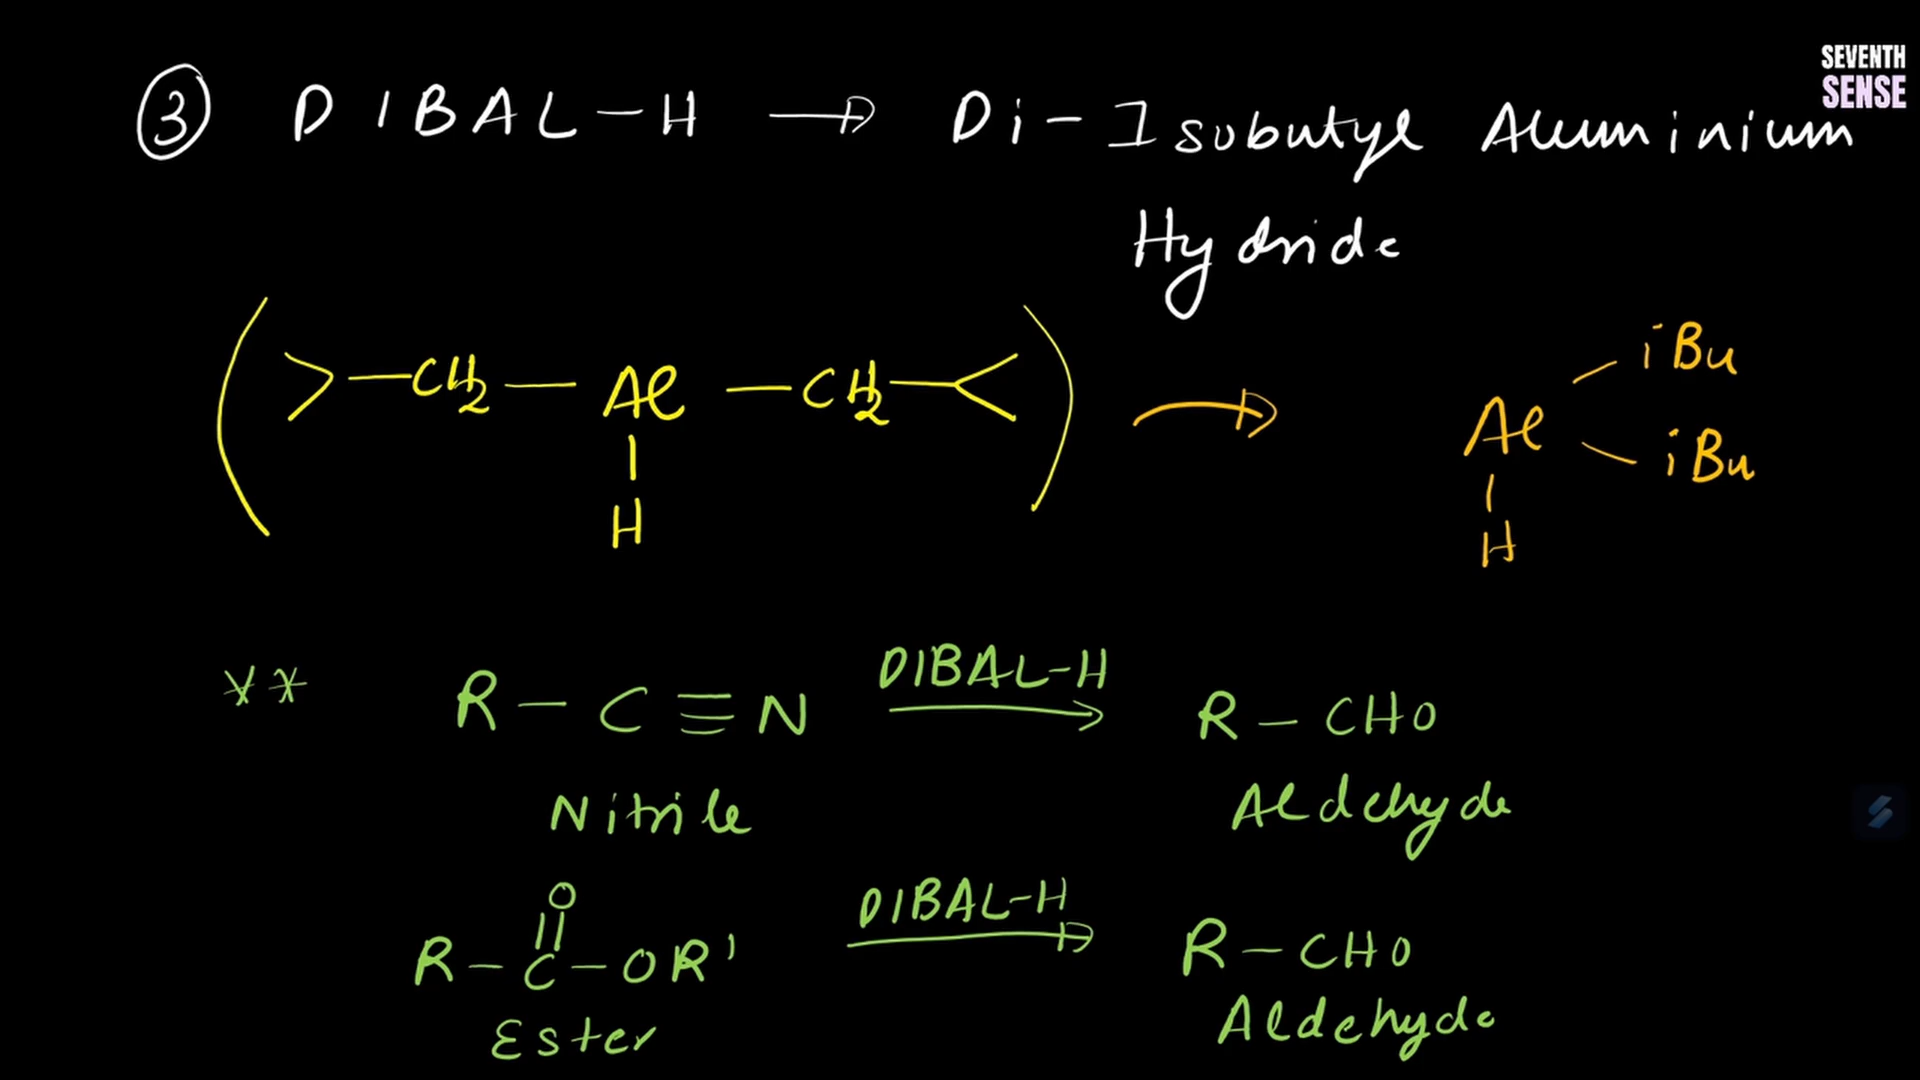 SEVENTH
SENSE
③ DIBAL-H → Di-Isobutyl Aluminium
Hydride
( >-CH₂ - Al - CH₂-< ) → Al - iBu
- iBu
H
H
** R - C ≡ N DIBAL-H → R - CHO
Nitrile Aldehyde
O
R - C - OR' DIBAL-H → R - CHO
Ester Aldehyde